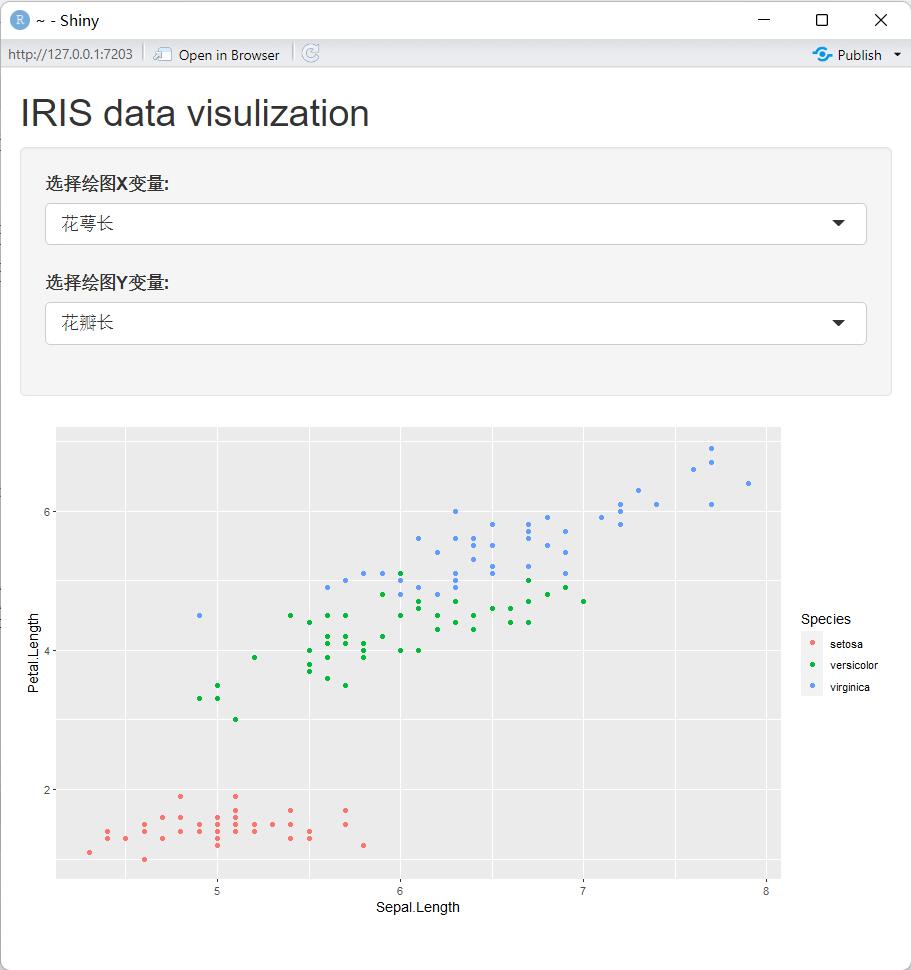 R ~ - Shiny
http://127.0.0.1:7203 Open in Browser Publish
IRIS data visulization
选择绘图X变量:
花萼长
选择绘图Y变量:
花瓣长
6
4
2
Petal.Length
5 6 7 8
Sepal.Length
Species
setosa
versicolor
virginica